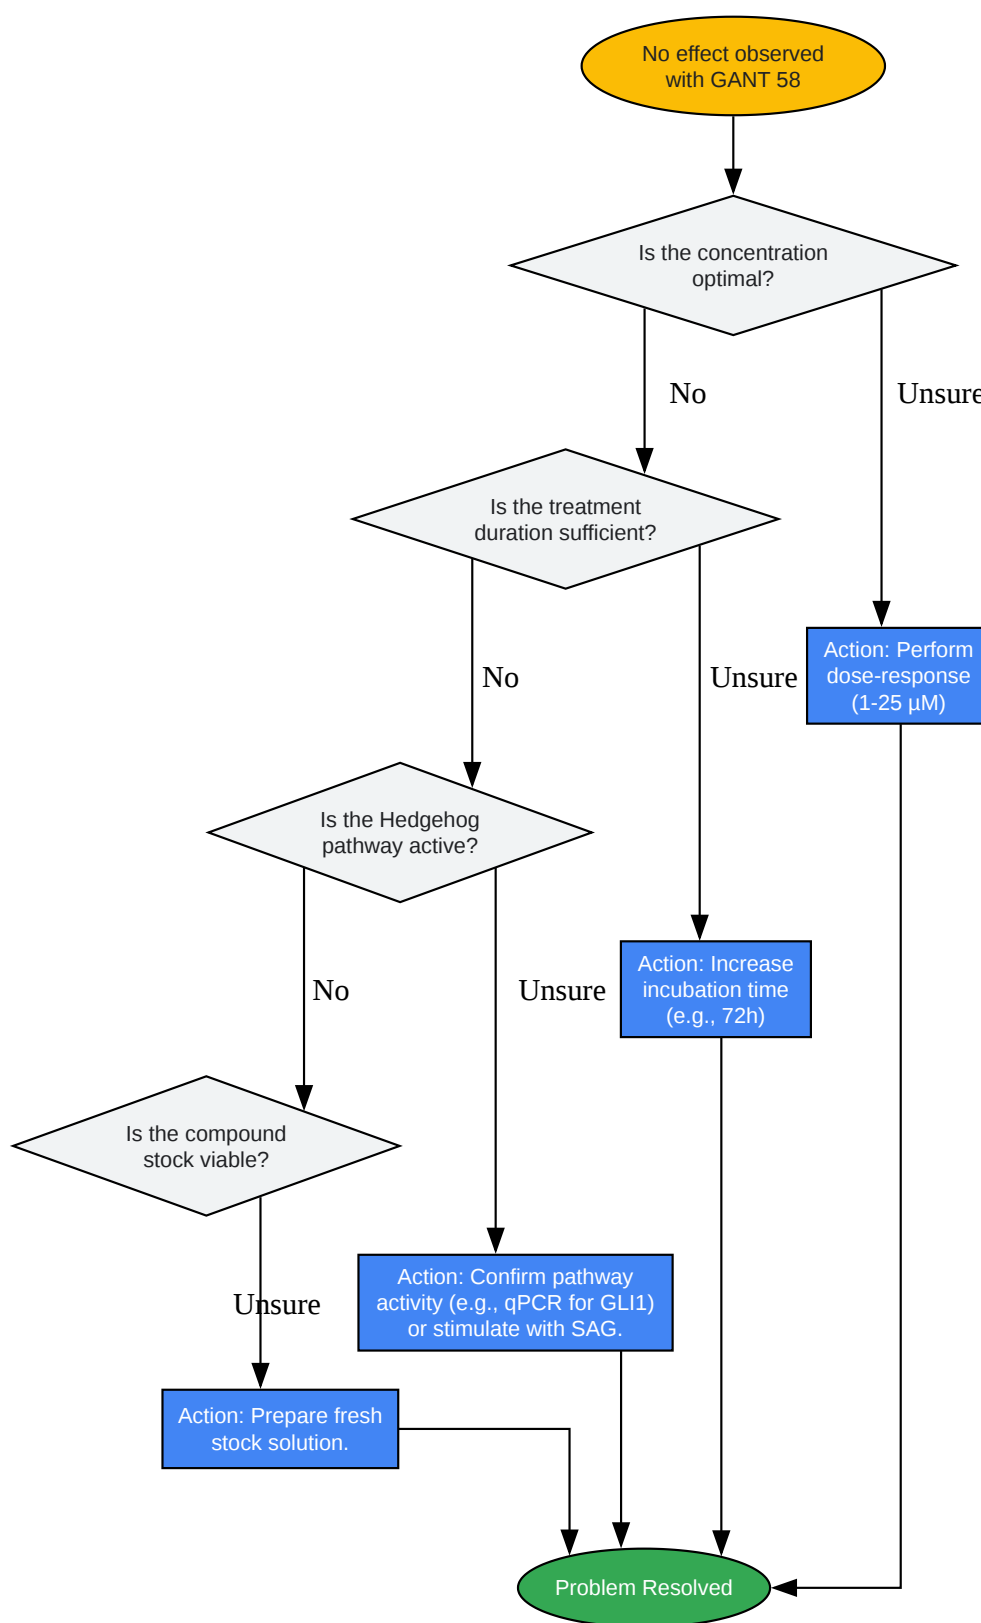 No effect observed
with GANT 58
Is the concentration
optimal?
No
Unsure
Is the treatment
duration sufficient?
Action: Perform
dose-response
(1-25 µM)
No
Unsure
Is the Hedgehog
pathway active?
Action: Increase
incubation time
(e.g., 72h)
No
Unsure
Is the compound
stock viable?
Action: Confirm pathway
activity (e.g., qPCR for GLI1)
or stimulate with SAG.
Unsure
Action: Prepare fresh
stock solution.
Problem Resolved